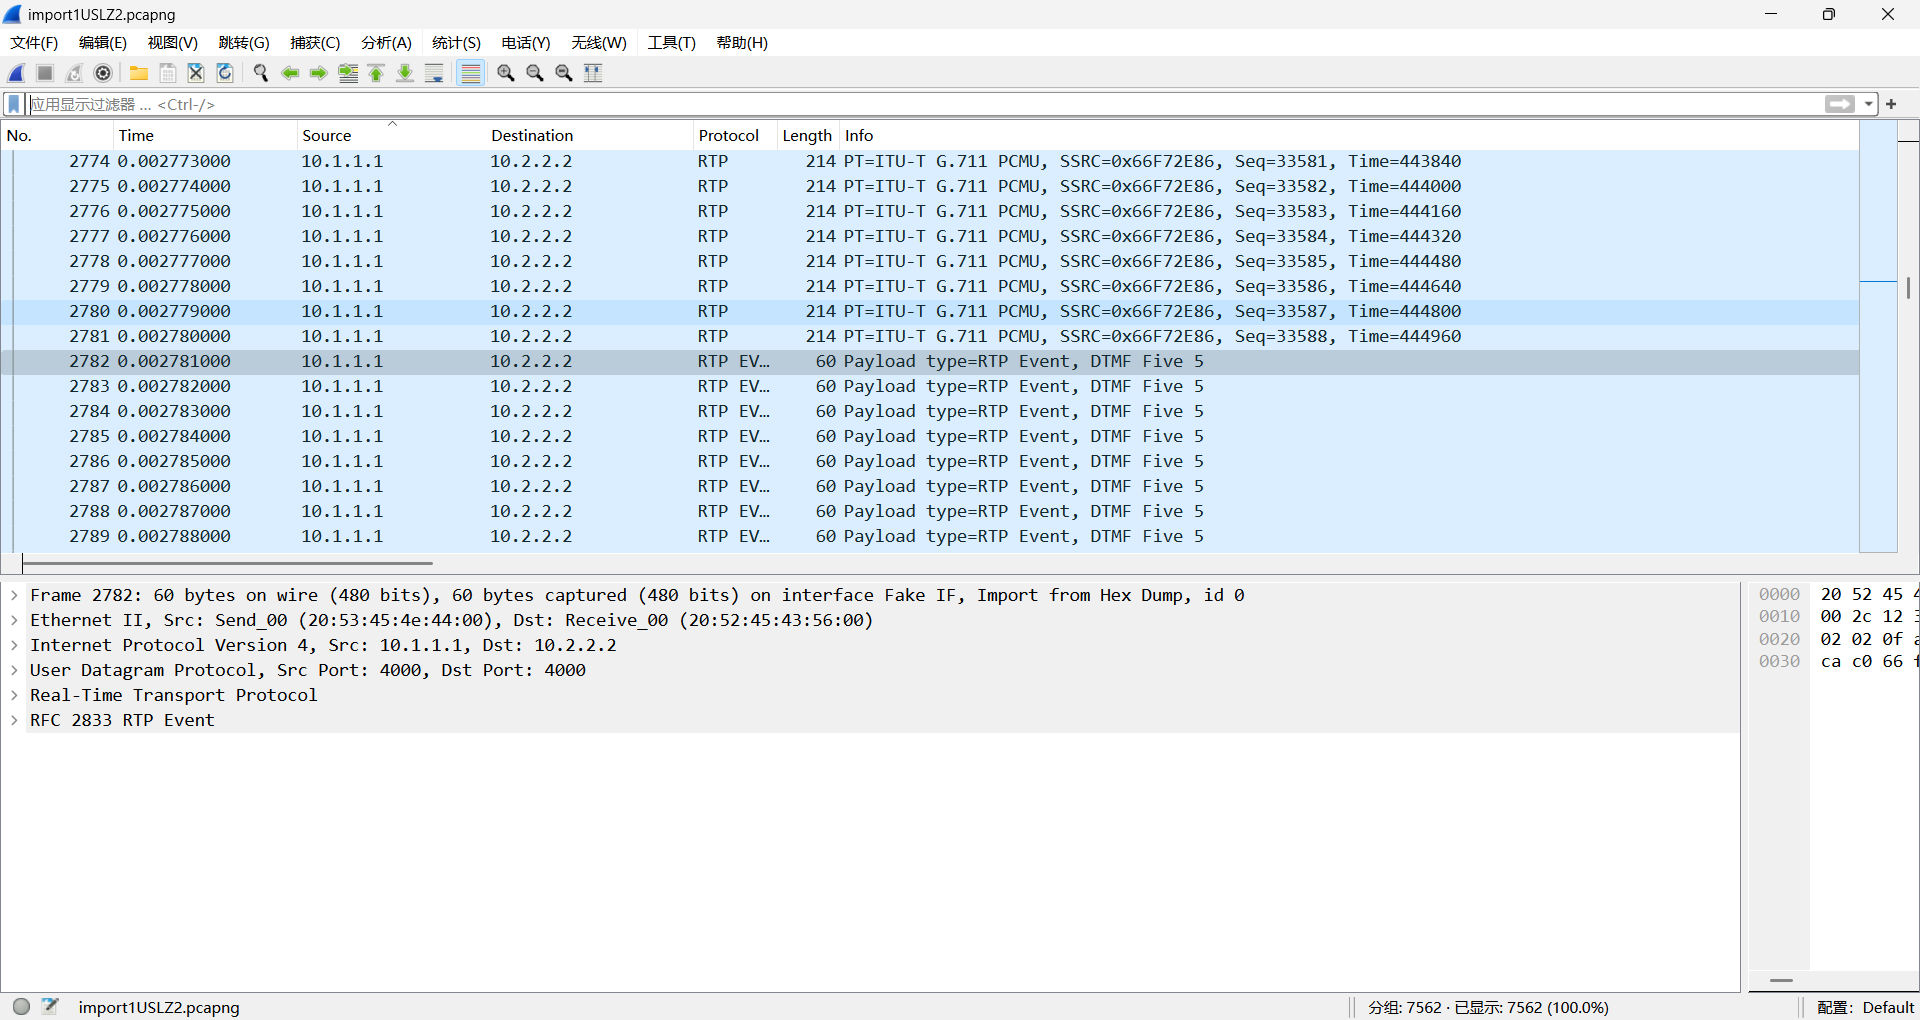 import1USLZ2.pcapng
文件(F) 编辑(E) 视图(V) 跳转(G) 捕获(C) 分析(A) 统计(S) 电话(Y) 无线(W) 工具(T) 帮助(H)
应用显示过滤器 ... <Ctrl-/>
No. Time Source Destination Protocol Length Info
2774 0.002773000 10.1.1.1 10.2.2.2 RTP 214 PT=ITU-T G.711 PCMU, SSRC=0x66F72E86, Seq=33581, Time=443840
2775 0.002774000 10.1.1.1 10.2.2.2 RTP 214 PT=ITU-T G.711 PCMU, SSRC=0x66F72E86, Seq=33582, Time=444000
2776 0.002775000 10.1.1.1 10.2.2.2 RTP 214 PT=ITU-T G.711 PCMU, SSRC=0x66F72E86, Seq=33583, Time=444160
2777 0.002776000 10.1.1.1 10.2.2.2 RTP 214 PT=ITU-T G.711 PCMU, SSRC=0x66F72E86, Seq=33584, Time=444320
2778 0.002777000 10.1.1.1 10.2.2.2 RTP 214 PT=ITU-T G.711 PCMU, SSRC=0x66F72E86, Seq=33585, Time=444480
2779 0.002778000 10.1.1.1 10.2.2.2 RTP 214 PT=ITU-T G.711 PCMU, SSRC=0x66F72E86, Seq=33586, Time=444640
2780 0.002779000 10.1.1.1 10.2.2.2 RTP 214 PT=ITU-T G.711 PCMU, SSRC=0x66F72E86, Seq=33587, Time=444800
2781 0.002780000 10.1.1.1 10.2.2.2 RTP 214 PT=ITU-T G.711 PCMU, SSRC=0x66F72E86, Seq=33588, Time=444960
2782 0.002781000 10.1.1.1 10.2.2.2 RTP EV… 60 Payload type=RTP Event, DTMF Five 5
2783 0.002782000 10.1.1.1 10.2.2.2 RTP EV… 60 Payload type=RTP Event, DTMF Five 5
2784 0.002783000 10.1.1.1 10.2.2.2 RTP EV… 60 Payload type=RTP Event, DTMF Five 5
2785 0.002784000 10.1.1.1 10.2.2.2 RTP EV… 60 Payload type=RTP Event, DTMF Five 5
2786 0.002785000 10.1.1.1 10.2.2.2 RTP EV… 60 Payload type=RTP Event, DTMF Five 5
2787 0.002786000 10.1.1.1 10.2.2.2 RTP EV… 60 Payload type=RTP Event, DTMF Five 5
2788 0.002787000 10.1.1.1 10.2.2.2 RTP EV… 60 Payload type=RTP Event, DTMF Five 5
2789 0.002788000 10.1.1.1 10.2.2.2 RTP EV… 60 Payload type=RTP Event, DTMF Five 5
Frame 2782: 60 bytes on wire (480 bits), 60 bytes captured (480 bits) on interface Fake IF, Import from Hex Dump, id 0
Ethernet II, Src: Send_00 (20:53:45:4e:44:00), Dst: Receive_00 (20:52:45:43:56:00)
Internet Protocol Version 4, Src: 10.1.1.1, Dst: 10.2.2.2
User Datagram Protocol, Src Port: 4000, Dst Port: 4000
Real-Time Transport Protocol
RFC 2833 RTP Event
0000 20 52 45
0010 00 2c 12
0020 02 02 0f
0030 ca c0 66
import1USLZ2.pcapng
分组: 7562 · 已显示: 7562 (100.0%)
配置: Default